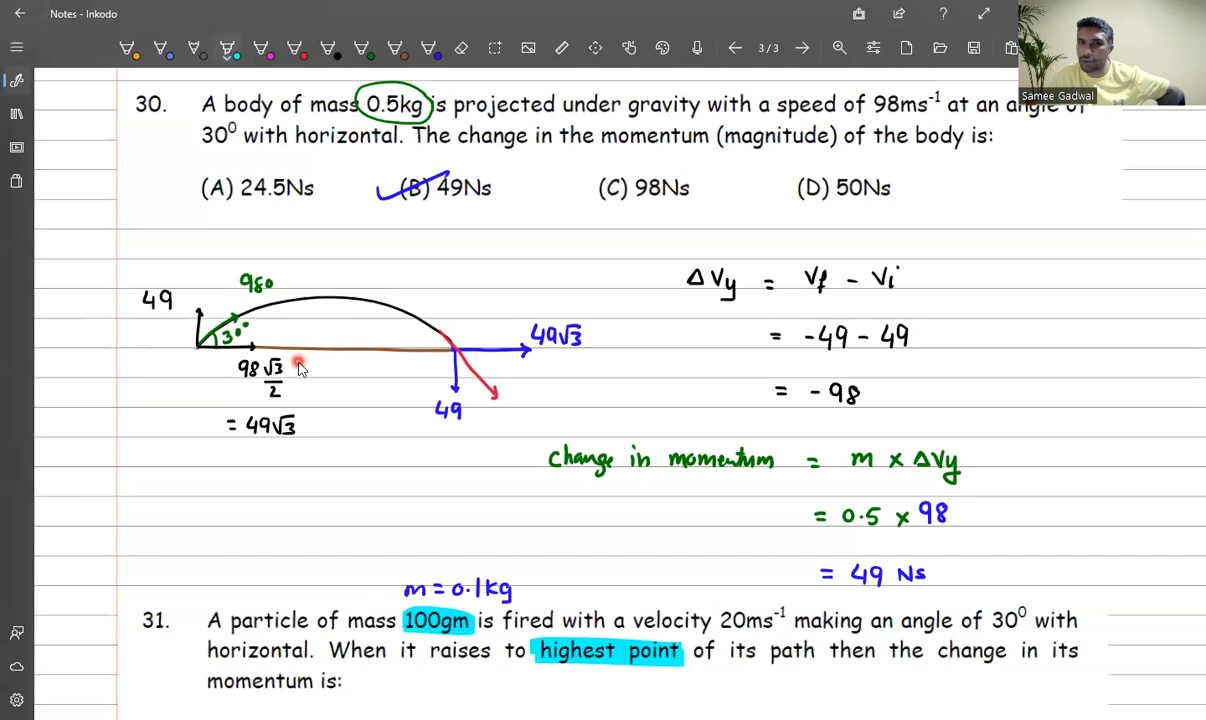 Notes - Inkodo
3 / 3
Samee Gadwal
30. A body of mass 0.5kg is projected under gravity with a speed of 98ms⁻¹ at an angle of
30⁰ with horizontal. The change in the momentum (magnitude) of the body is:
(A) 24.5Ns (B) 49Ns (C) 98Ns (D) 50Ns
49
98
30°
98 √3/2
= 49√3
49√3
49
ΔVy = Vf - Vi
= -49 - 49
= - 98
Change in momentum = m × ΔVy
= 0.5 × 98
= 49 Ns
m = 0.1kg
31. A particle of mass 100gm is fired with a velocity 20ms⁻¹ making an angle of 30⁰ with
horizontal. When it raises to highest point of its path then the change in its
momentum is: